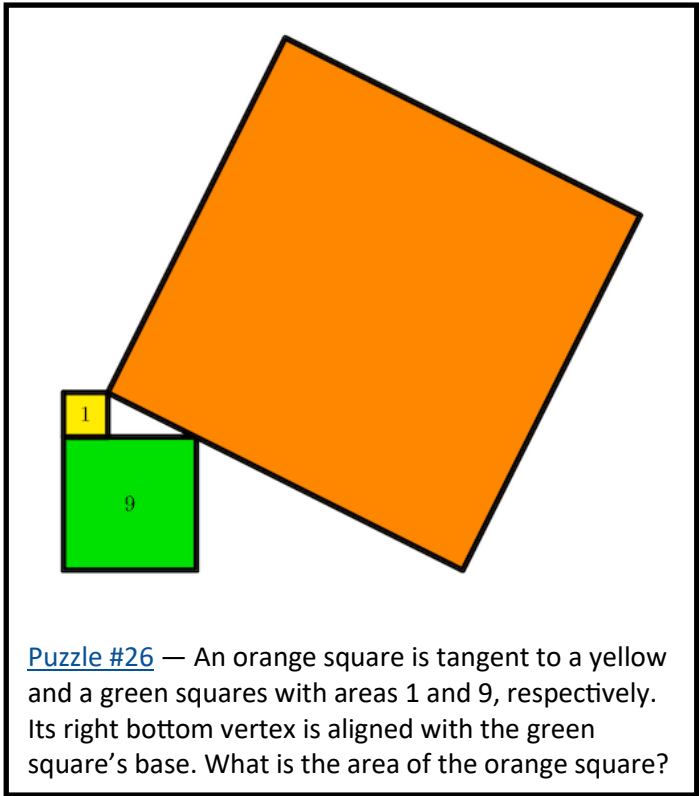 1
9
Puzzle #26 — An orange square is tangent to a yellow
and a green squares with areas 1 and 9, respectively.
Its right bottom vertex is aligned with the green
square’s base. What is the area of the orange square?